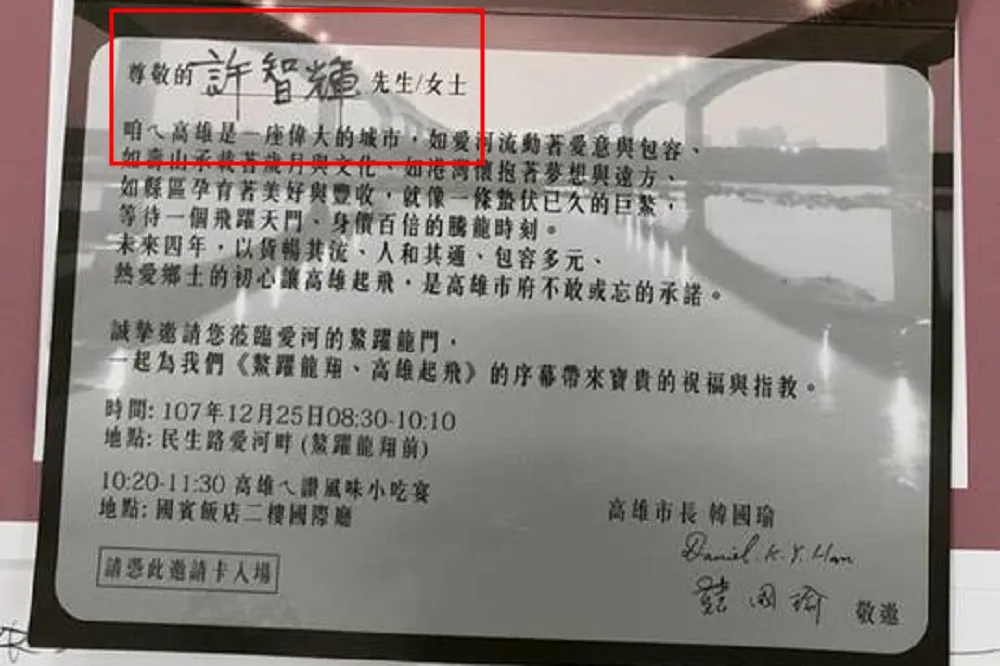 尊敬的 許智輝 先生/女士
咱ㄟ高雄是一座偉大的城市，如愛河流動著愛意與包容、
如壽山承載著歲月與文化、如港灣懷抱著夢想與遠方、
如縣區孕育著美好與豐收，就像一條蟄伏已久的巨鰲，
等待一個飛躍天門、身價百倍的騰龍時刻。
未來四年，以貨暢其流、人和其通、包容多元、
熱愛鄉土的初心讓高雄起飛，是高雄市府不敢或忘的承諾。
誠摯邀請您蒞臨愛河的鰲躍龍門，
一起為我們《鰲躍龍翔、高雄起飛》的序幕帶來寶貴的祝福與指教。
時間: 107年12月25日08:30-10:10
地點: 民生路愛河畔 (鰲躍龍翔前)
10:20-11:30 高雄ㄟ讚風味小吃宴
地點: 國賓飯店二樓國際廳
高雄市長 韓國瑜
Daniel K.Y. Han
韓國瑜 敬邀
請憑此邀請卡入場